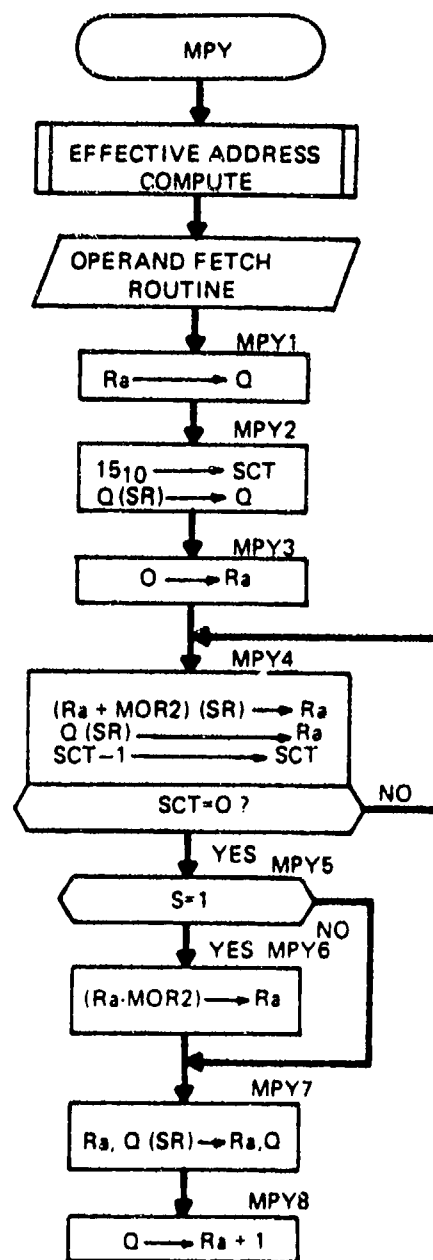 MPY
EFFECTIVE ADDRESS
COMPUTE
OPERAND FETCH
ROUTINE
MPY1
Ra → Q
MPY2
15₁₀ → SCT
Q (SR) → Q
MPY3
O → Ra
MPY4
(Ra + MOR2) (SR) → Ra
Q (SR) → Ra
SCT-1 → SCT
SCT=O ?
NO
YES
MPY5
S=1
NO
YES MPY6
(Ra·MOR2) → Ra
MPY7
Ra, Q (SR) → Ra, Q
MPY8
Q → Ra + 1